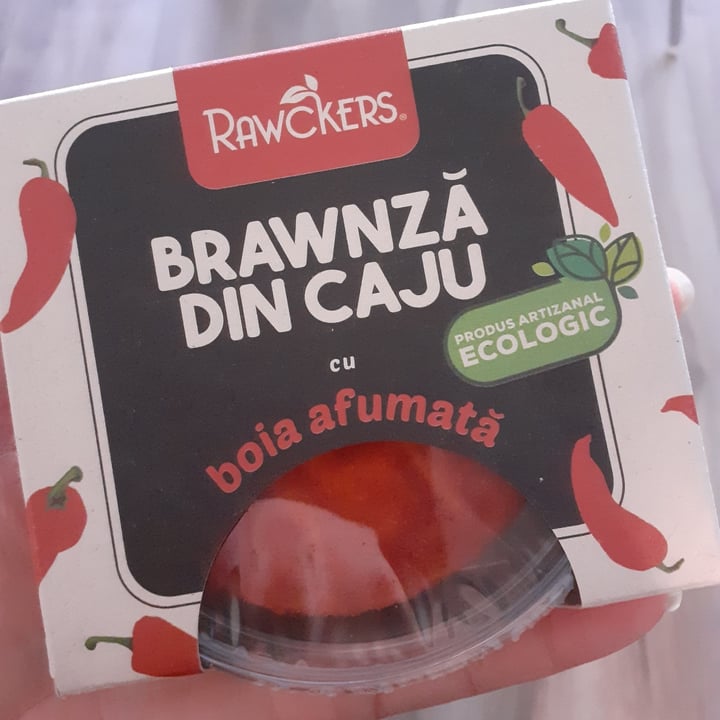 RAWCKERS®
BRAWNZĂ
DIN CAJU
PRODUS ARTIZANAL
ECOLOGIC
cu
boia afumată